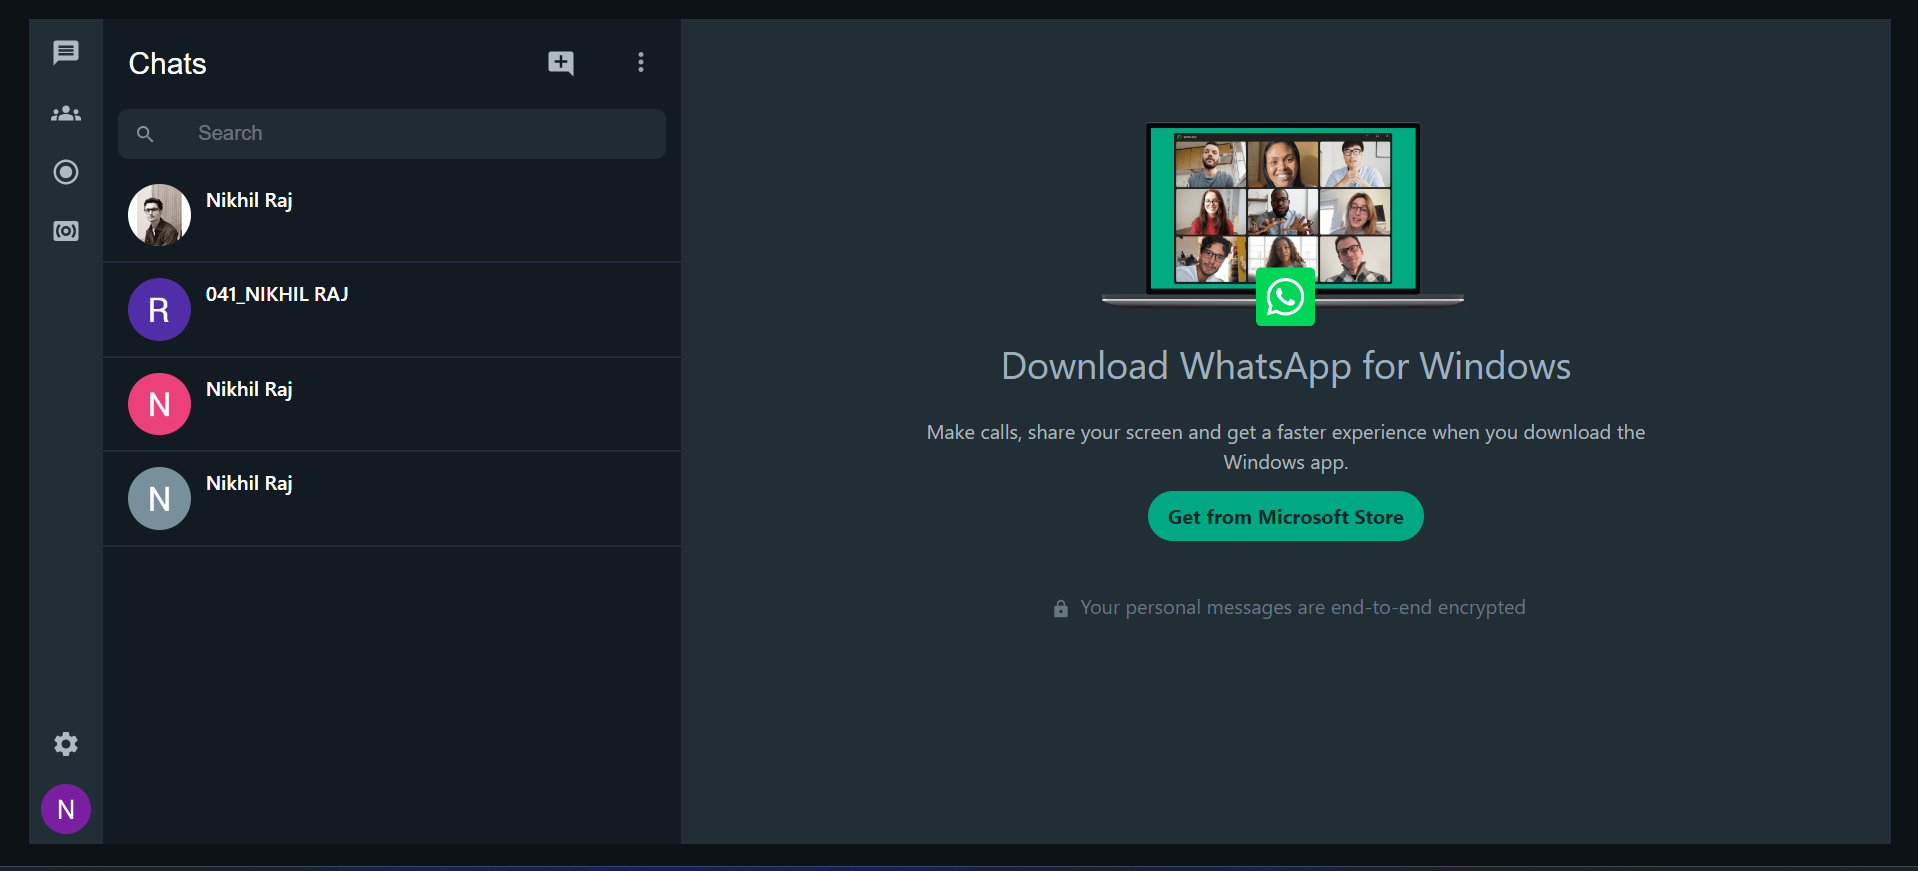 Chats
Search
Nikhil Raj
R
041_NIKHIL RAJ
N
Nikhil Raj
N
Nikhil Raj
N
Download WhatsApp for Windows
Make calls, share your screen and get a faster experience when you download the
Windows app.
Get from Microsoft Store
Your personal messages are end-to-end encrypted